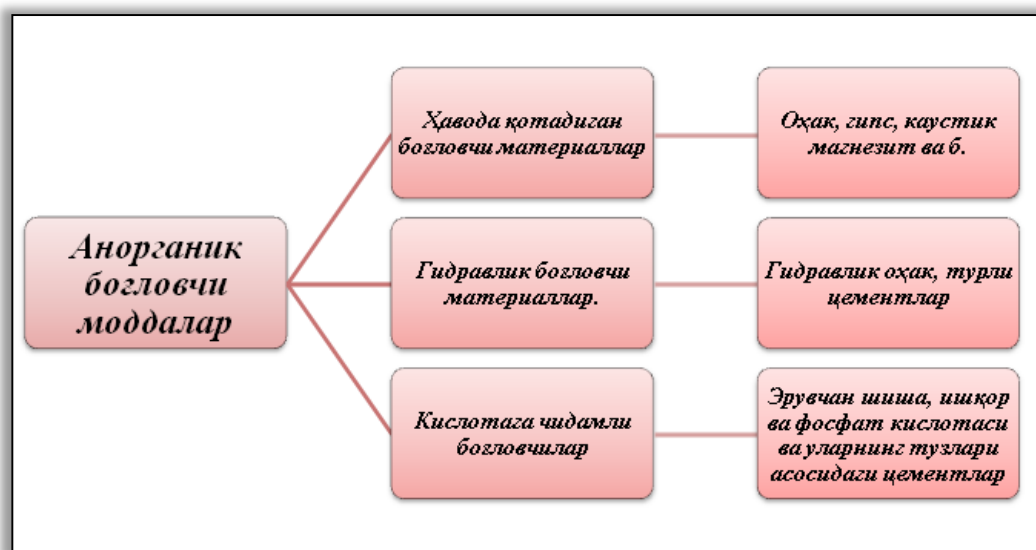 Анорганик
боғловчи
моддалар
Ҳавода қотадиган
боғловчи материаллар
Оҳак, гипс, каустик
магнезит ва б.
Гидравлик боғловчи
материаллар.
Гидравлик оҳак, турли
цементлар
Кислотага чидамли
боғловчилар
Эрувчан шиша, ишқор
ва фосфат кислотаси
ва уларнинг тузлари
асосидаги цементлар